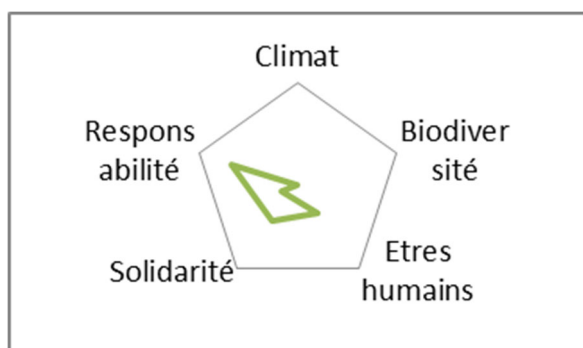 Climat
Respons
abilité
Biodiver
sité
Solidarité
Etres
humains